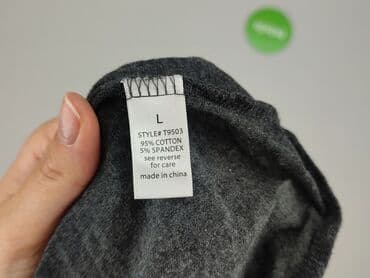 L
STYLE# T9503
95% COTTON
5% SPANDEX
see reverse
for care
made in china